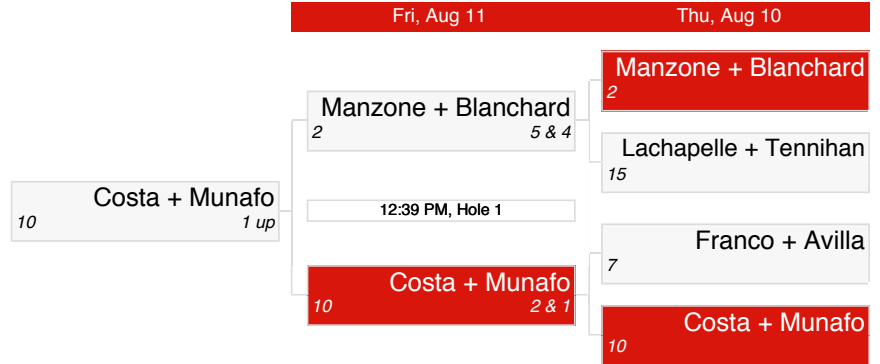 Fri, Aug 11
Thu, Aug 10
Manzone + Blanchard
2
Manzone + Blanchard
2 5 & 4
Lachapelle + Tennihan
15
Costa + Munafo
10 1 up
12:39 PM, Hole 1
Franco + Avilla
7
Costa + Munafo
10 2 & 1
Costa + Munafo
10